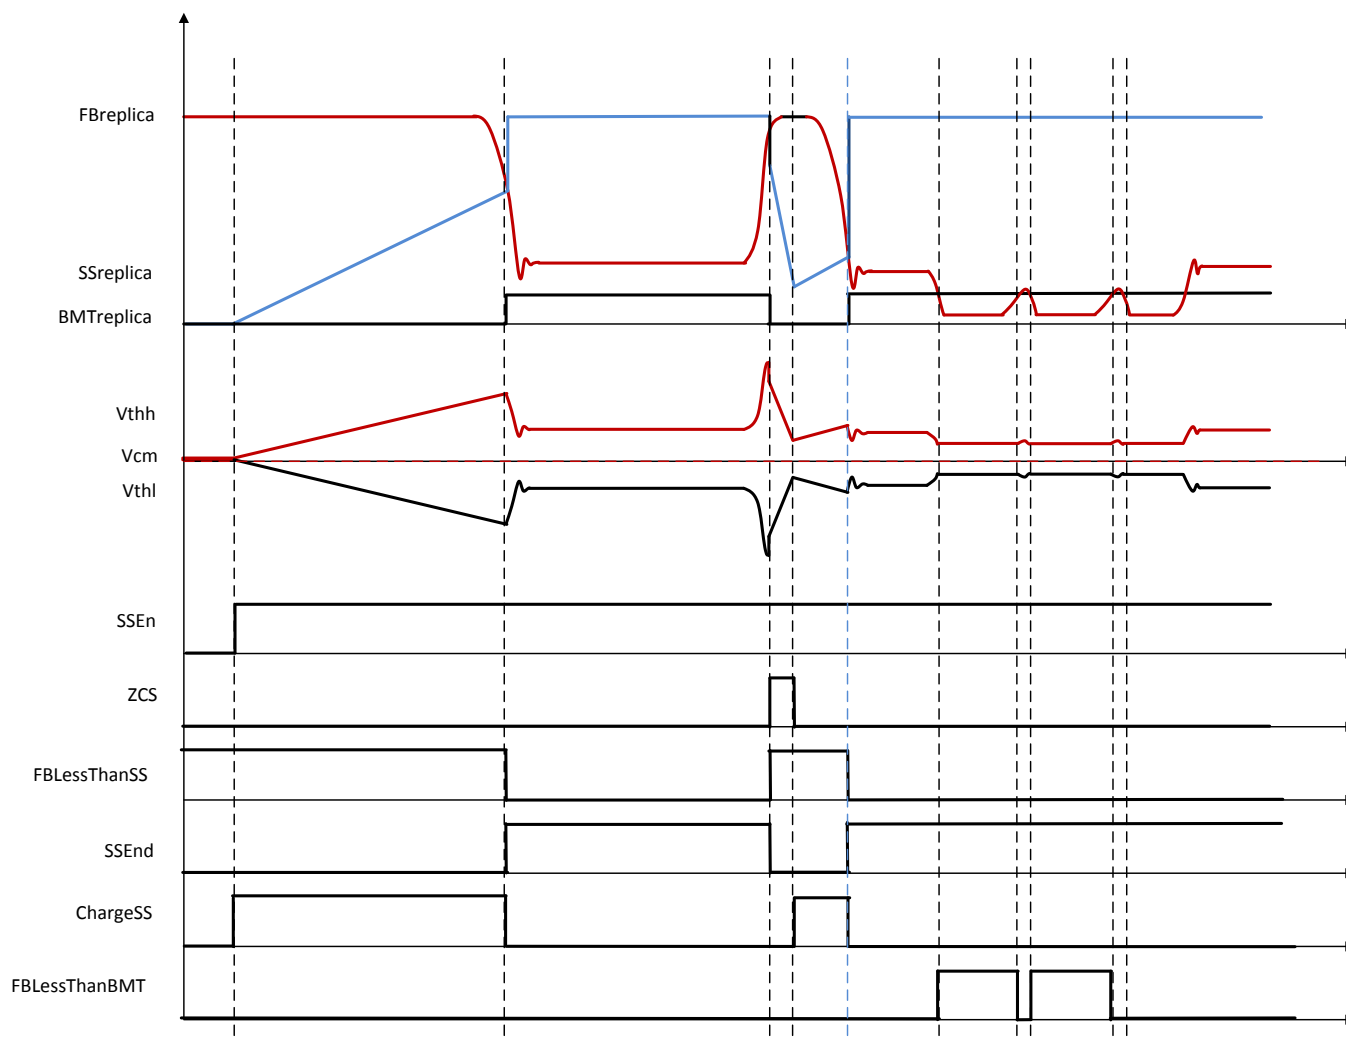 FBreplica
SSreplica
BMTreplica
Vthh
Vcm
Vthl
SSEn
ZCS
FBLessThanSS
SSEnd
ChargeSS
FBLessThanBMT